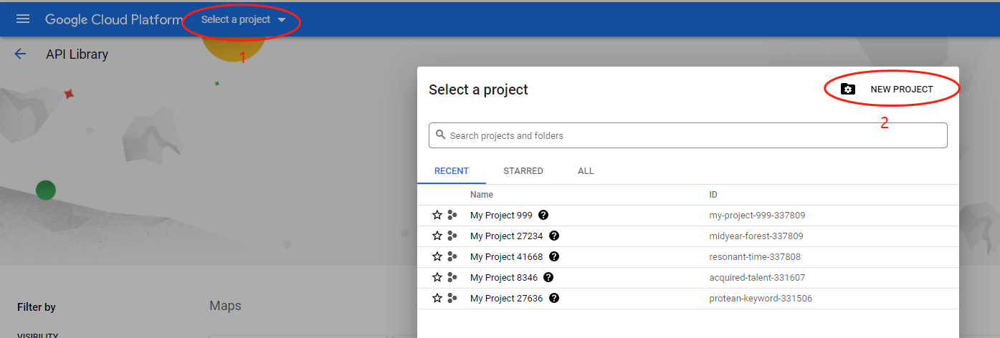 Google Cloud Platform
Select a project
1
API Library
Select a project
NEW PROJECT
2
Search projects and folders
RECENT STARRED ALL
Name ID
My Project 999 ? my-project-999-337809
My Project 27234 ? midyear-forest-337809
My Project 41668 ? resonant-time-337808
My Project 8346 ? acquired-talent-331607
My Project 27636 ? protean-keyword-331506
Filter by
Maps
VISIBILITY